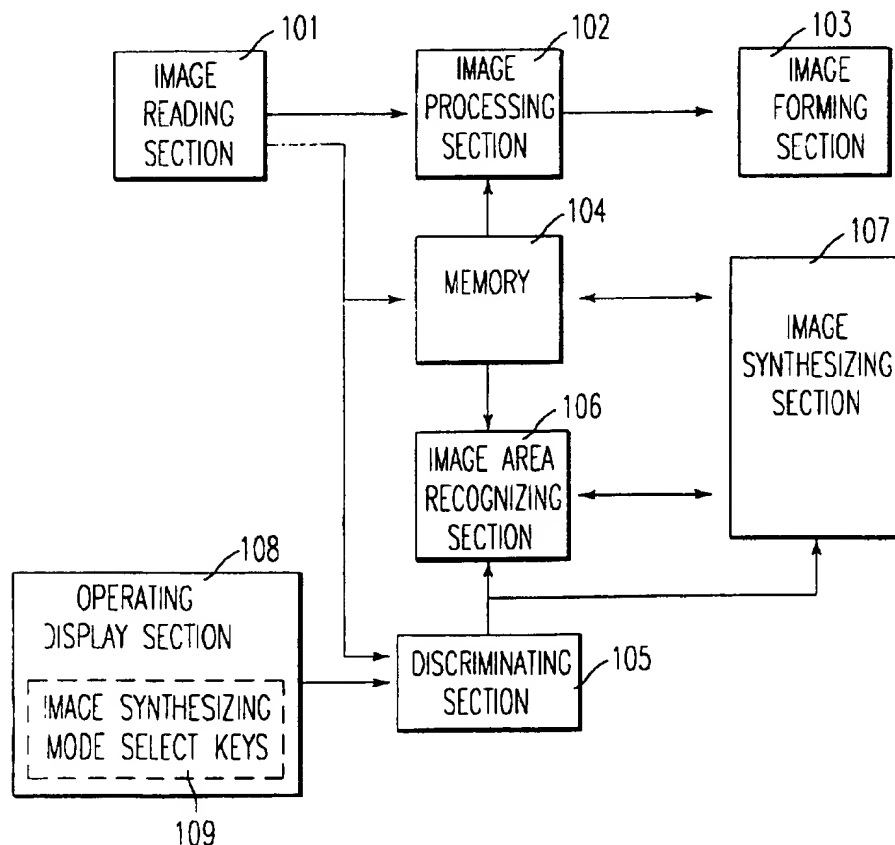 101
IMAGE
READING
SECTION
102
IMAGE
PROCESSING
SECTION
103
IMAGE
FORMING
SECTION
104
MEMORY
107
IMAGE
SYNTHESIZING
SECTION
106
IMAGE AREA
RECOGNIZING
SECTION
108
OPERATING
DISPLAY SECTION
IMAGE SYNTHESIZING
MODE SELECT KEYS
109
DISCRIMINATING
SECTION
105